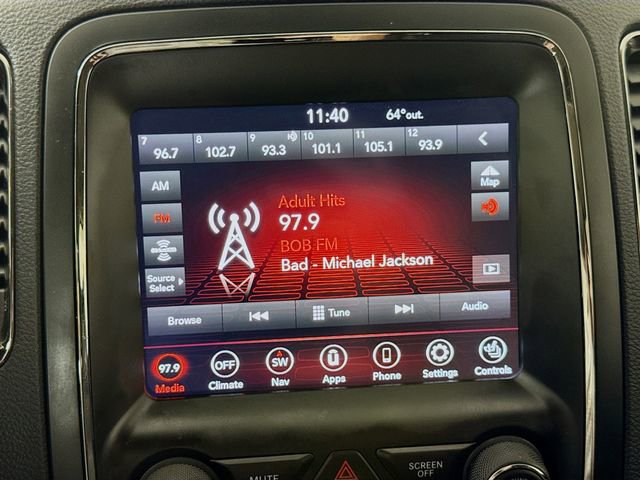 11:40 64°out.
7 8 9 10 11 12
96.7 102.7 93.3 101.1 105.1 93.9
AM
FM
Source
Select
Adult Hits
97.9
BOB FM
Bad - Michael Jackson
Map
Browse Tune Audio
97.9 OFF SW
Media Climate Nav Apps Phone Settings Controls
MUTE SCREEN
OFF